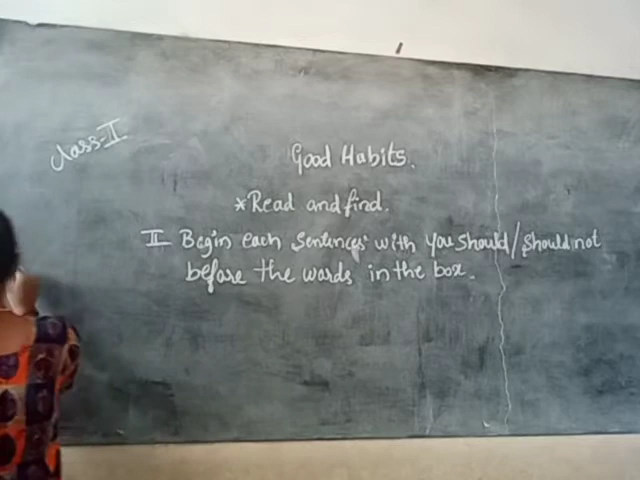 Class-II
Good Habits.
*Read and find.
II Begin each sentences with you should/should not
before the words in the box.